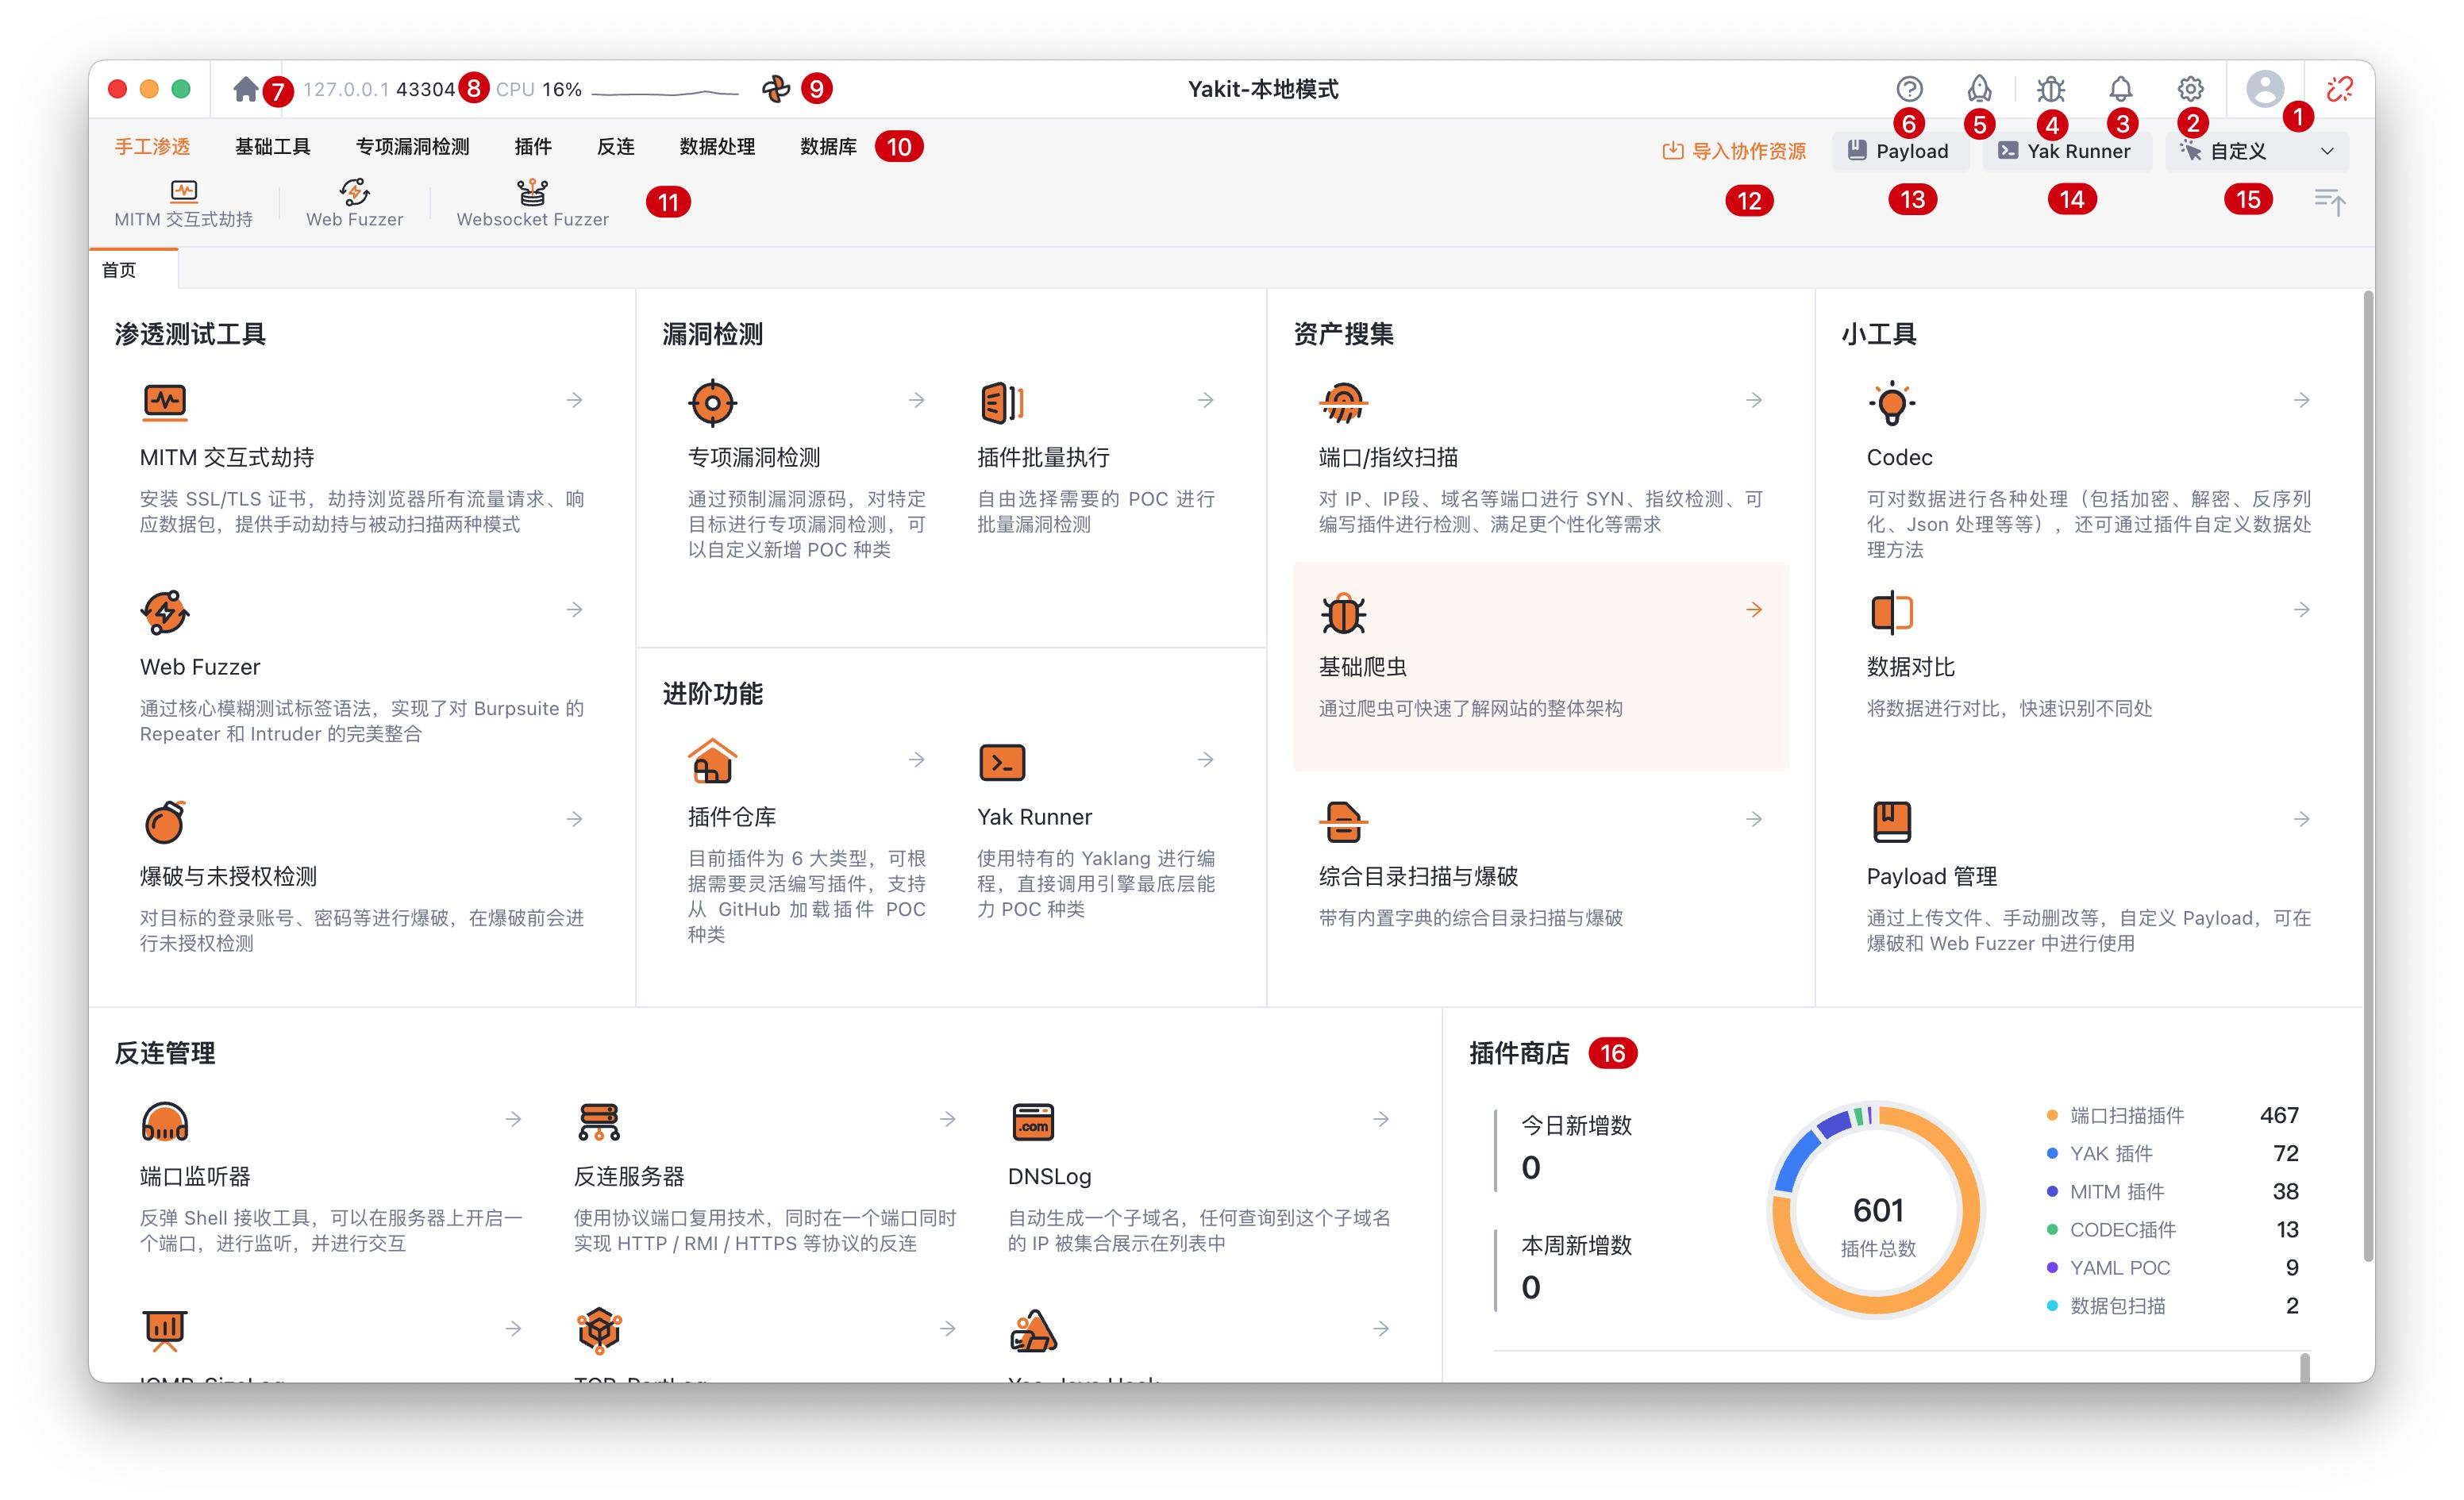 7 127.0.0.1 43304 8 CPU 16% 9 Yakit-本地模式
6 5 4 3 2 1
手工渗透 基础工具 专项漏洞检测 插件 反连 数据处理 数据库 10 导入协作资源 Payload Yak Runner 自定义
MITM 交互式劫持 Web Fuzzer Websocket Fuzzer 11 12 13 14 15
首页
渗透测试工具
MITM 交互式劫持
安装 SSL/TLS 证书，劫持浏览器所有流量请求、响
应数据包，提供手动劫持与被动扫描两种模式
Web Fuzzer
通过核心模糊测试标签语法，实现了对 Burpsuite 的
Repeater 和 Intruder 的完美整合
爆破与未授权检测
对目标的登录账号、密码等进行爆破，在爆破前会进
行未授权检测
漏洞检测
专项漏洞检测
通过预制漏洞源码，对特定
目标进行专项漏洞检测，可
以自定义新增 POC 种类
插件批量执行
自由选择需要的 POC 进行
批量漏洞检测
进阶功能
插件仓库
目前插件为 6 大类型，可根
据需要灵活编写插件，支持
从 GitHub 加载插件 POC
种类
Yak Runner
使用特有的 Yaklang 进行编
程，直接调用引擎最底层能
力 POC 种类
资产搜集
端口/指纹扫描
对 IP、IP段、域名等端口进行 SYN、指纹检测、可
编写插件进行检测、满足更个性化等需求
基础爬虫
通过爬虫可快速了解网站的整体架构
综合目录扫描与爆破
带有内置字典的综合目录扫描与爆破
小工具
Codec
可对数据进行各种处理（包括加密、解密、反序列
化、Json 处理等等），还可通过插件自定义数据处
理方法
数据对比
将数据进行对比，快速识别不同处
Payload 管理
通过上传文件、手动删改等，自定义 Payload，可在
爆破和 Web Fuzzer 中进行使用
反连管理
端口监听器
反弹 Shell 接收工具，可以在服务器上开启一
个端口，进行监听，并进行交互
反连服务器
使用协议端口复用技术，同时在一个端口同时
实现 HTTP / RMI / HTTPS 等协议的反连
.com
DNSLog
自动生成一个子域名，任何查询到这个子域名
的 IP 被集合展示在列表中
ICMP-SizeLog
TCP-PortLog
Yso-Java Hack
插件商店 16
今日新增数
0
本周新增数
0
601
插件总数
端口扫描插件 467
YAK 插件 72
MITM 插件 38
CODEC插件 13
YAML POC 9
数据包扫描 2